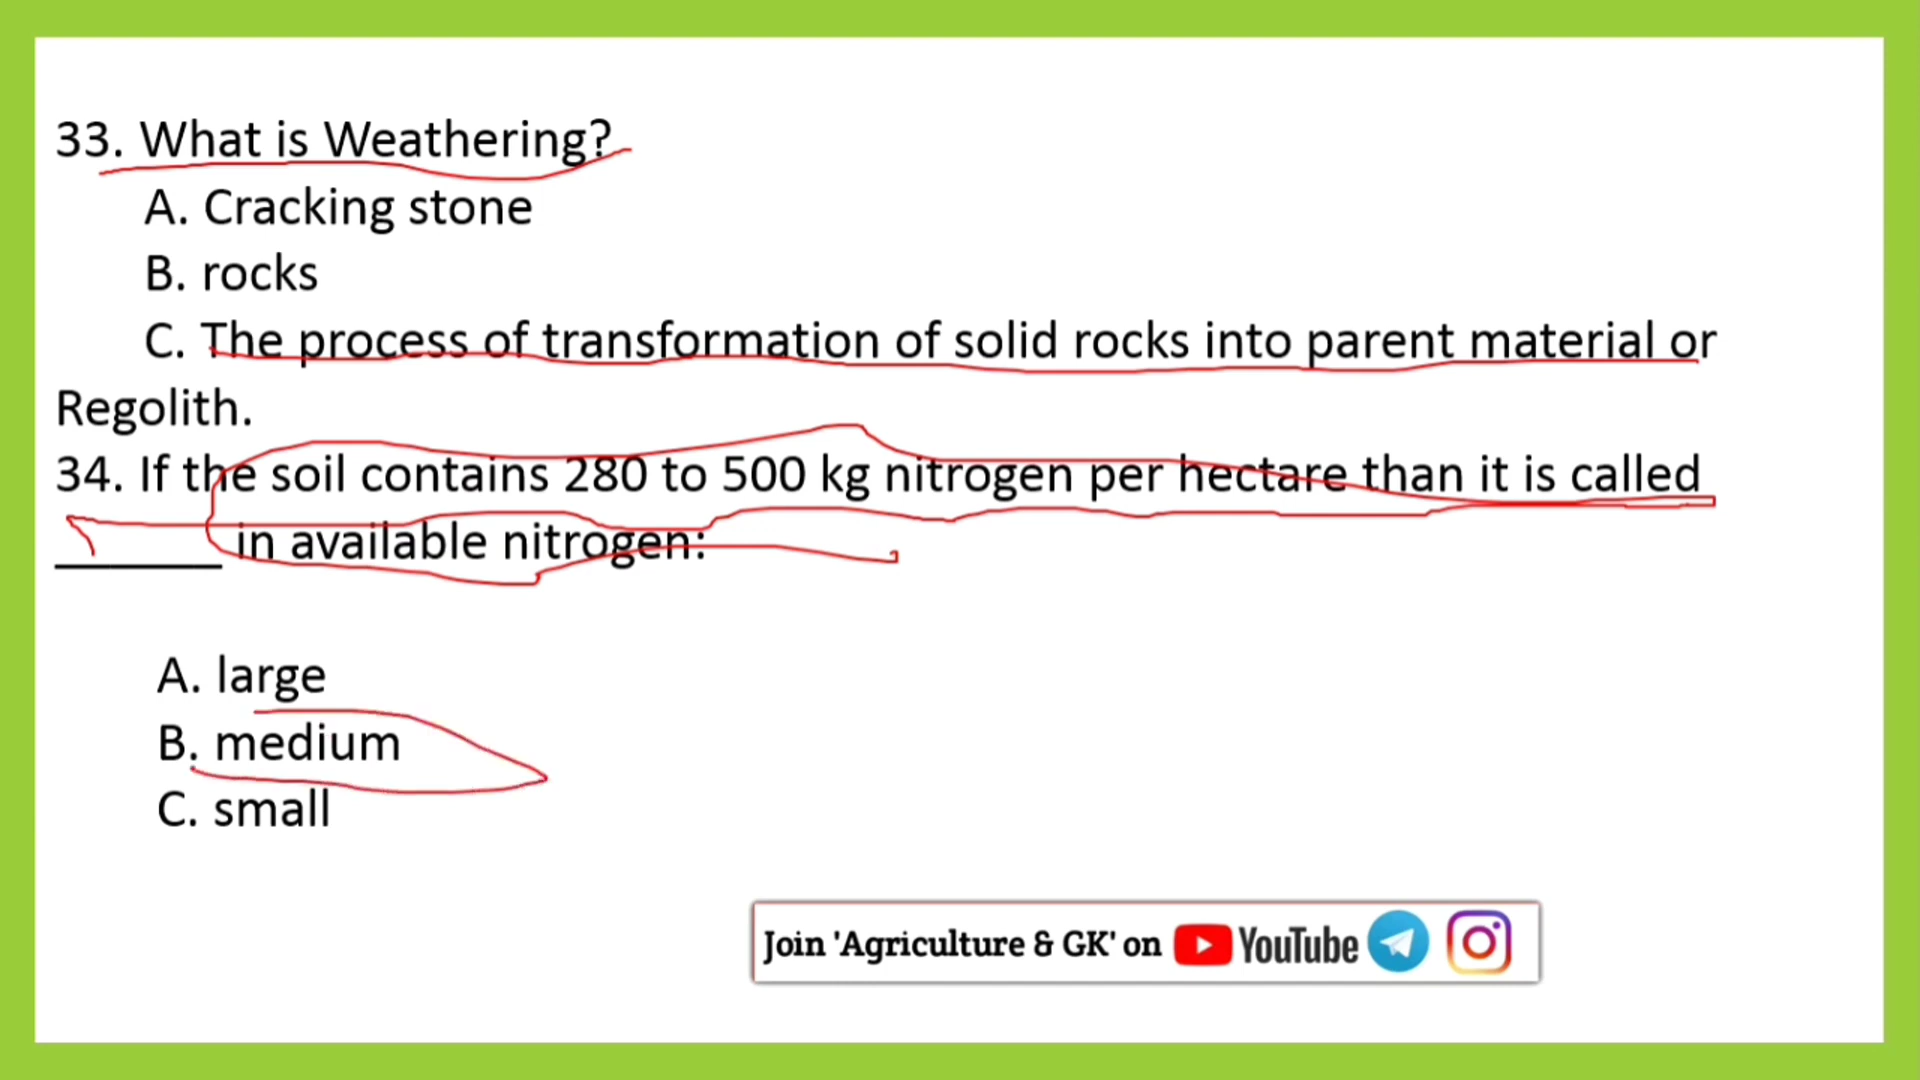 33. What is Weathering?
A. Cracking stone
B. rocks
C. The process of transformation of solid rocks into parent material or
Regolith.
34. If the soil contains 280 to 500 kg nitrogen per hectare than it is called
______ in available nitrogen:
A. large
B. medium
C. small
Join 'Agriculture & GK' on YouTube